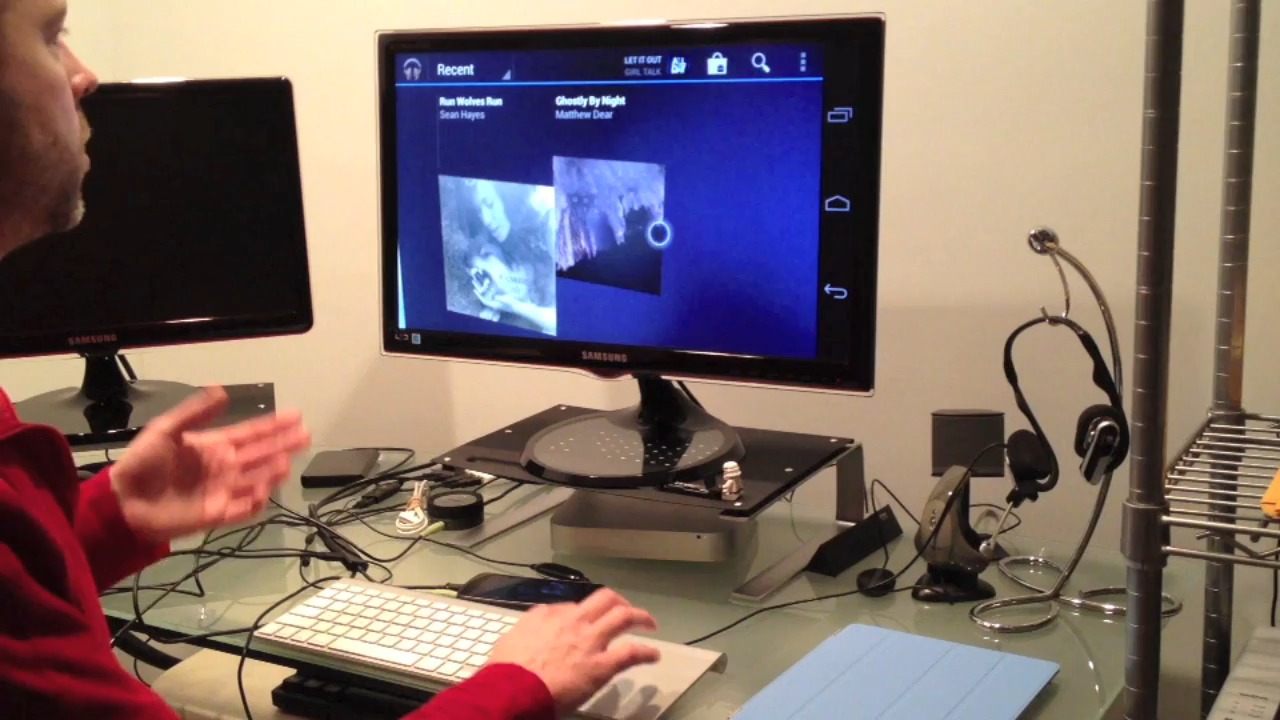 Recent
LET IT OUT
GIRL TALK
Run Wolves Run
Sean Hayes
Ghostly By Night
Matthew Dear
SAMSUNG
SAMSUNG